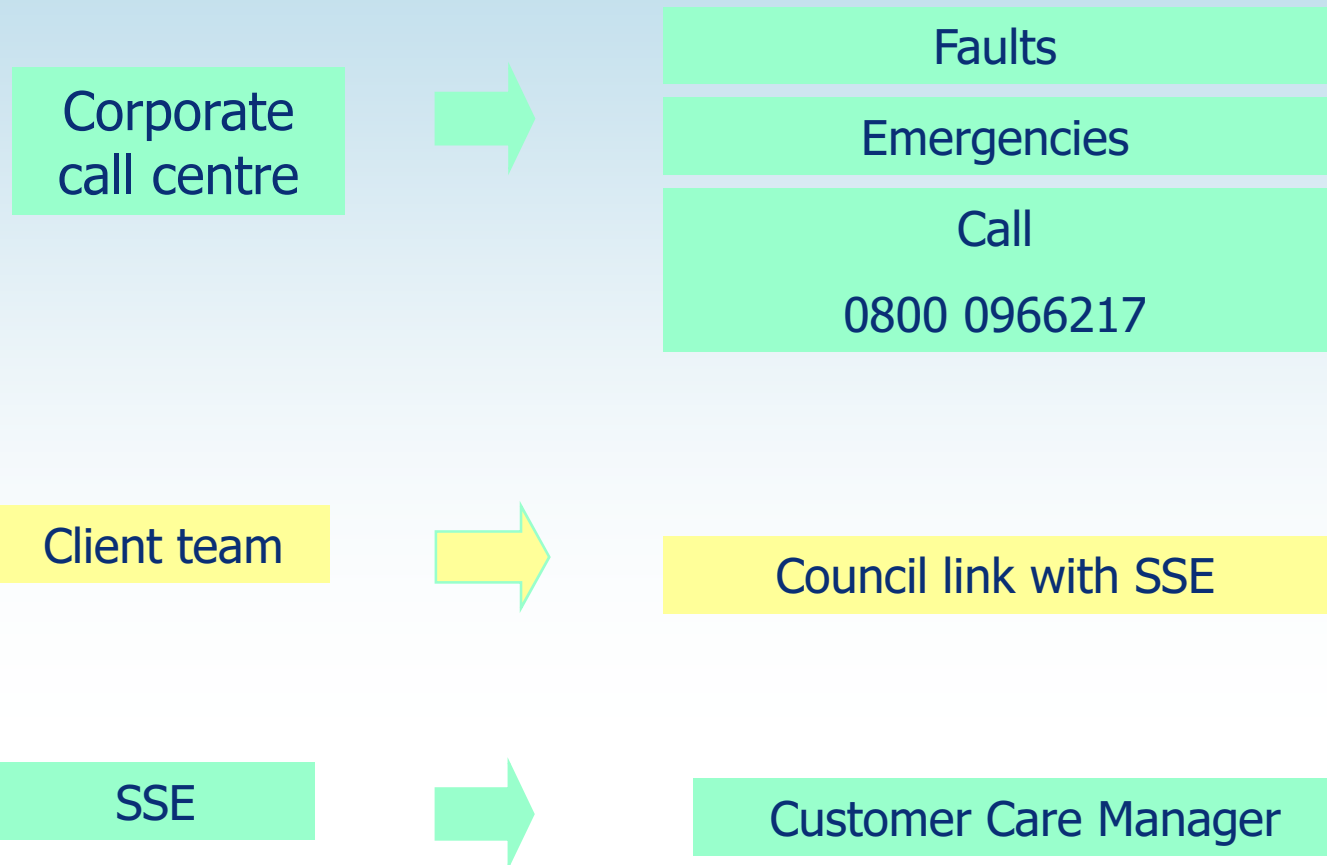 Corporate
call centre
Faults
Emergencies
Call
0800 0966217
Client team
Council link with SSE
SSE
Customer Care Manager